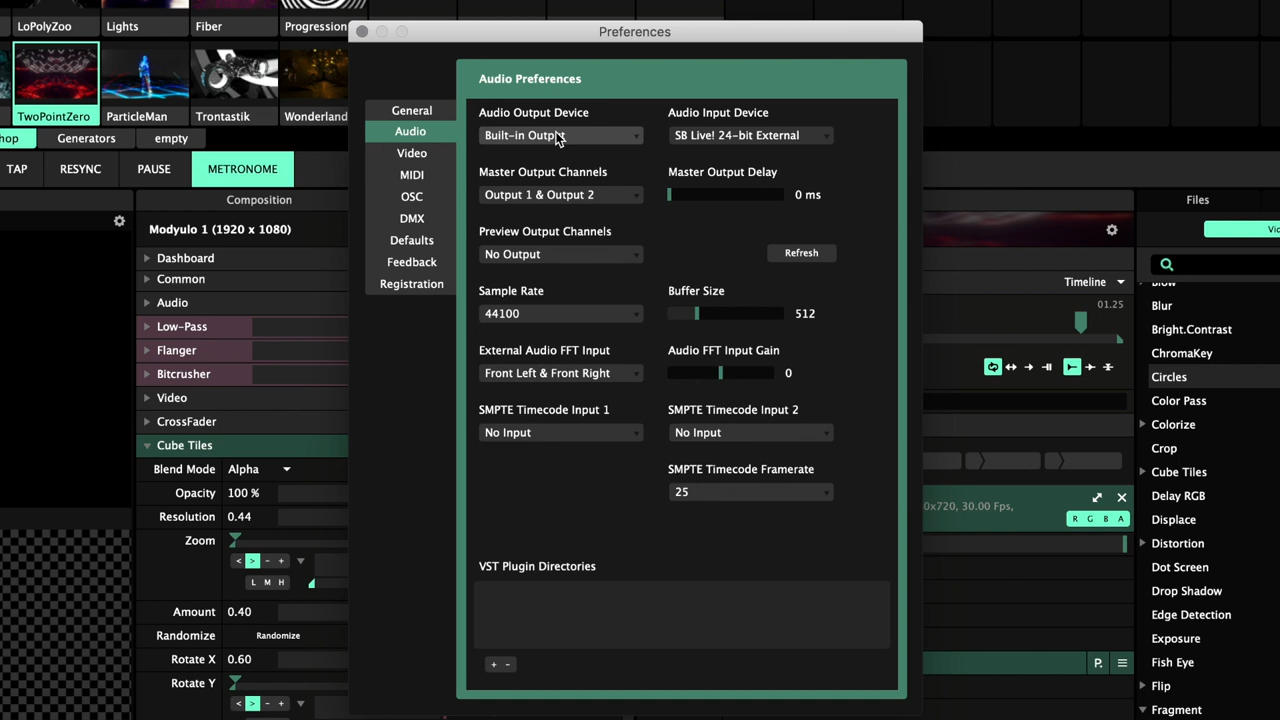 LoPolyZoo
Lights
Fiber
Progression
Preferences
TwoPointZero
ParticleMan
Trontastik
Wonderland
hop
Generators
empty
TAP
RESYNC
PAUSE
METRONOME
Composition
Modyulo 1 (1920 x 1080)
Dashboard
Common
Audio
Low-Pass
Flanger
Bitcrusher
Video
CrossFader
Cube Tiles
Blend Mode
Alpha
Opacity
100 %
Resolution
0.44
Zoom
< > - +
L M H
Amount
0.40
Randomize
Randomize
Rotate X
0.60
Rotate Y
< > - +
General
Audio
Video
MIDI
OSC
DMX
Defaults
Feedback
Registration
Audio Preferences
Audio Output Device
Audio Input Device
Built-in Output
SB Live! 24-bit External
Master Output Channels
Master Output Delay
Output 1 & Output 2
0 ms
Preview Output Channels
No Output
Refresh
Sample Rate
Buffer Size
44100
512
External Audio FFT Input
Audio FFT Input Gain
Front Left & Front Right
0
SMPTE Timecode Input 1
SMPTE Timecode Input 2
No Input
No Input
SMPTE Timecode Framerate
25
VST Plugin Directories
+ -
Timeline
01.25
0x720, 30.00 Fps,
R G B A
P.
Files
Blow
Blur
Bright.Contrast
ChromaKey
Circles
Color Pass
Colorize
Crop
Cube Tiles
Delay RGB
Displace
Distortion
Dot Screen
Drop Shadow
Edge Detection
Exposure
Fish Eye
Flip
Fragment